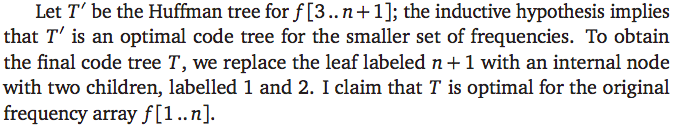 Let T′ be the Huffman tree for f[3..n+1]; the inductive hypothesis implies
that T′ is an optimal code tree for the smaller set of frequencies. To obtain
the final code tree T, we replace the leaf labeled n+1 with an internal node
with two children, labelled 1 and 2. I claim that T is optimal for the original
frequency array f[1..n].